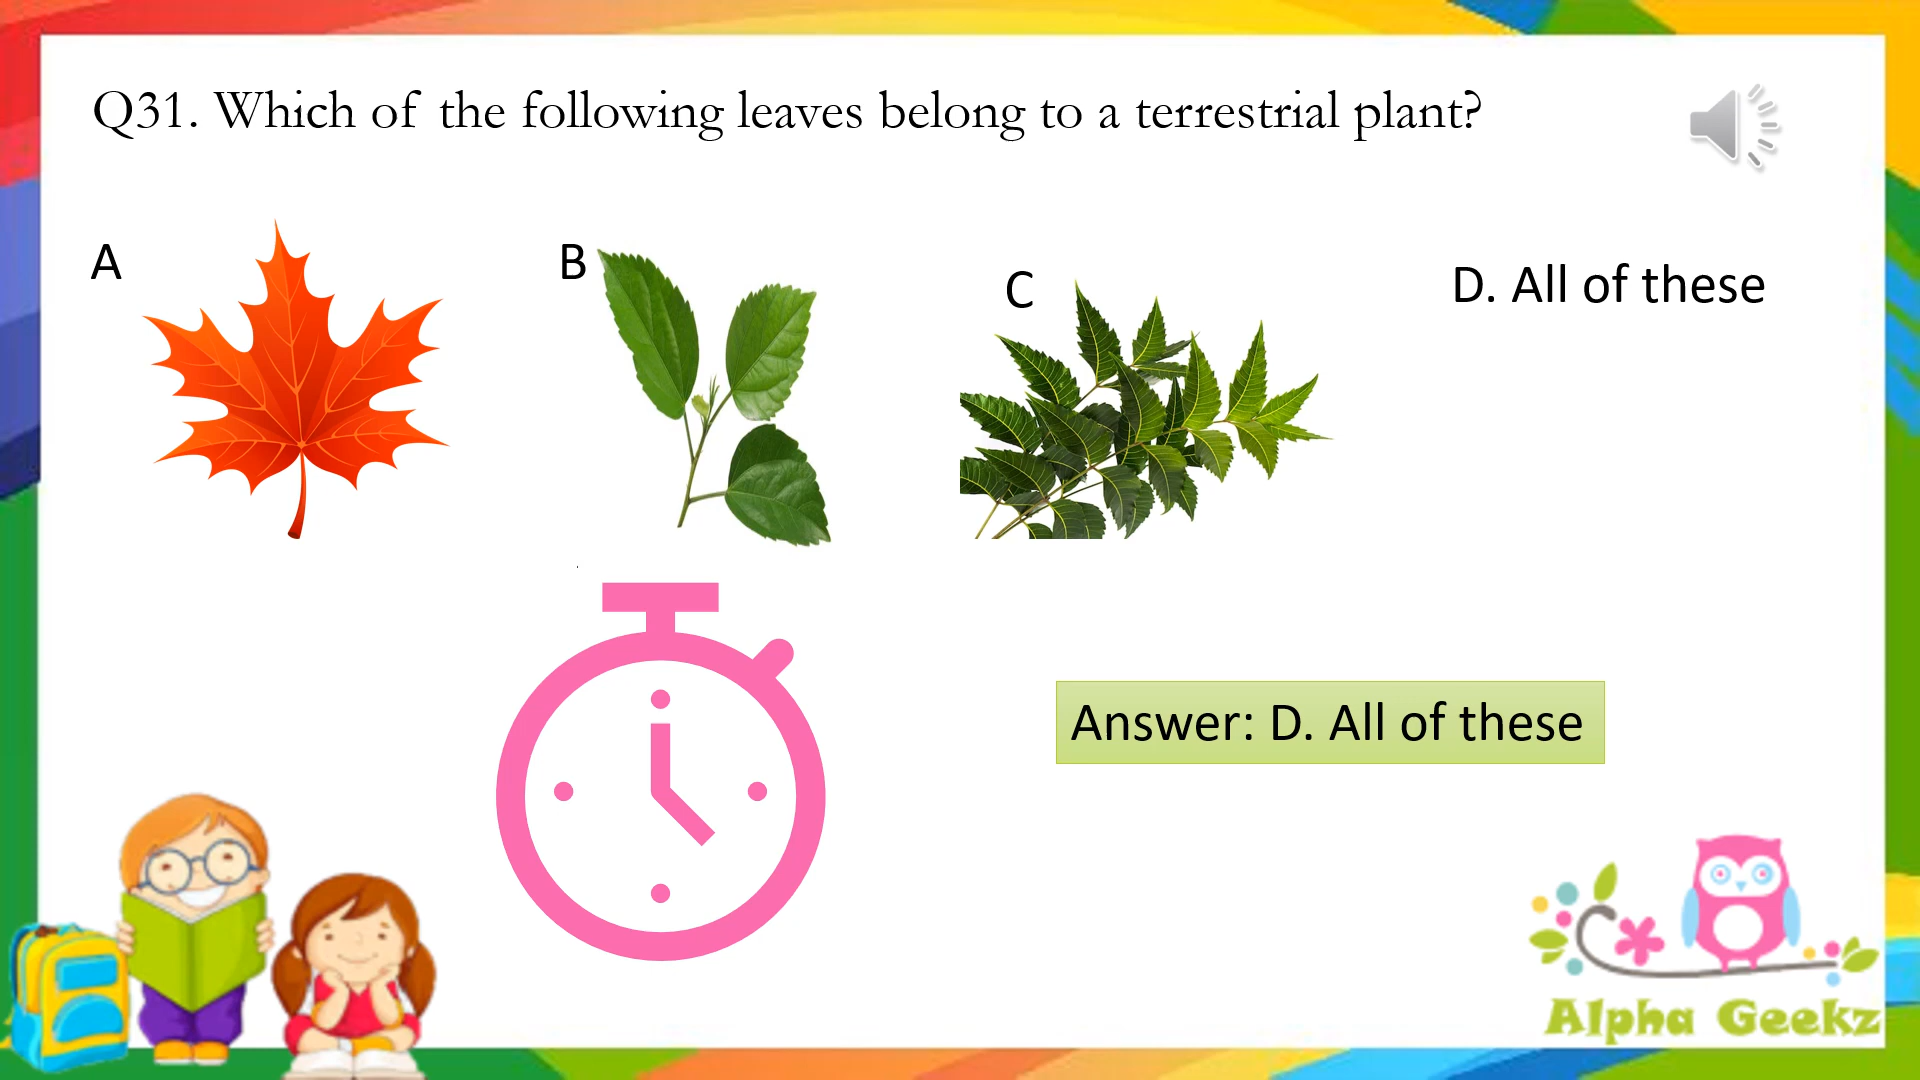 Q31. Which of the following leaves belong to a terrestrial plant?
A
B
C
D. All of these
Answer: D. All of these
Alpha Geekz